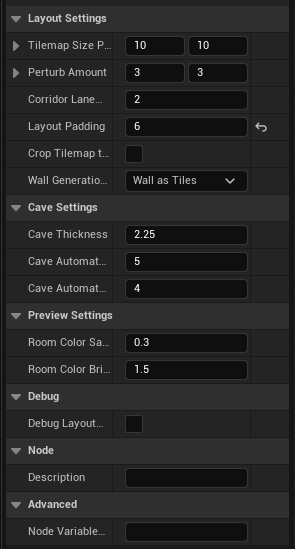 Layout Settings
Tilemap Size P... 10 10
Perturb Amount 3 3
Corridor Lane... 2
Layout Padding 6
Crop Tilemap t...
Wall Generatio... Wall as Tiles
Cave Settings
Cave Thickness 2.25
Cave Automat... 5
Cave Automat... 4
Preview Settings
Room Color Sa... 0.3
Room Color Bri... 1.5
Debug
Debug Layout...
Node
Description
Advanced
Node Variable...